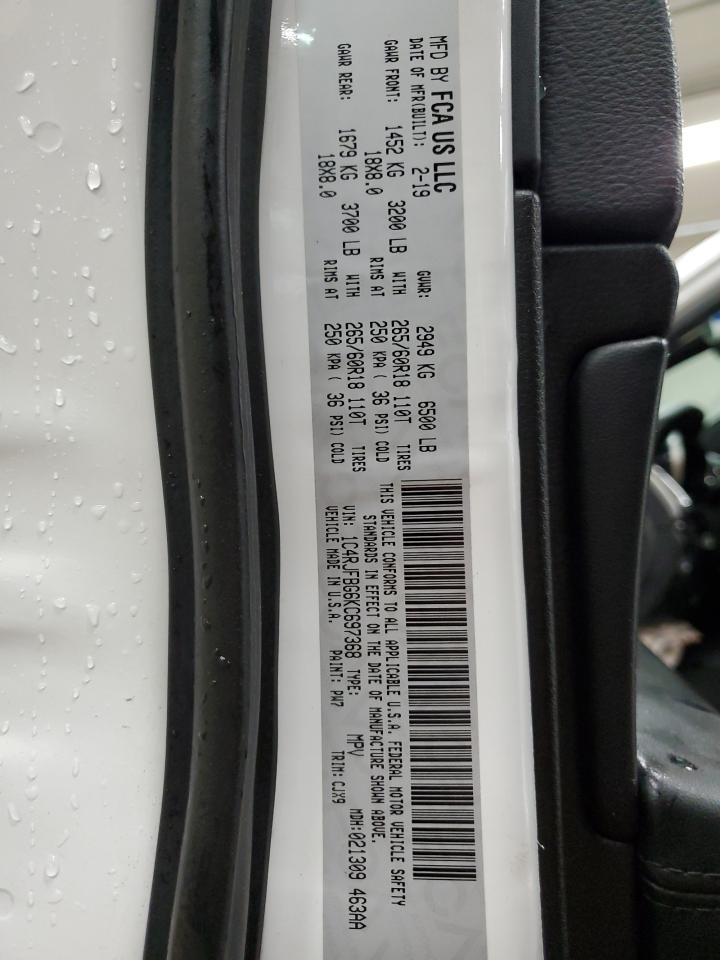 MFD BY FCA US LLC
DATE OF MFR(BUILT): 2-19 GVWR: 2949 KG 6500 LB
GAWR FRONT: 1452 KG 3200 LB WITH 265/60R18 110T TIRES
18X8.0 RIMS AT 250 KPA ( 36 PSI) COLD
GAWR REAR: 1679 KG 3700 LB WITH 265/60R18 110T TIRES
18X8.0 RIMS AT 250 KPA ( 36 PSI) COLD
THIS VEHICLE CONFORMS TO ALL APPLICABLE U.S.A. FEDERAL MOTOR VEHICLE SAFETY
STANDARDS IN EFFECT ON THE DATE OF MANUFACTURE SHOWN ABOVE.
VIN: 1C4RJFBG6KC697368 TYPE: MPV MDH:021309 463AA
VEHICLE MADE IN U.S.A. PAINT: PW7 TRIM: CJX9